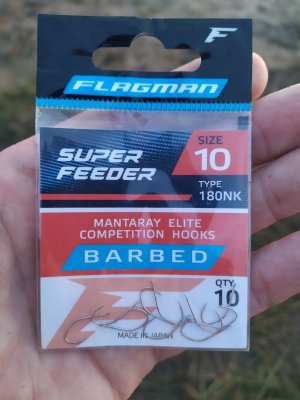 F
FLAGMAN
SUPER
FEEDER
SIZE
10
TYPE
180NK
MANTARAY ELITE
COMPETITION HOOKS
BARBED
QTY
10
MADE IN JAPAN